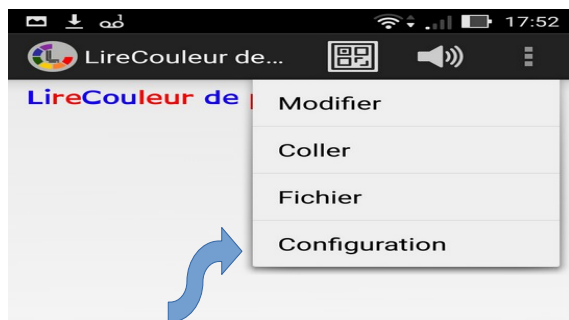 17:52
LireCouleur de...
LireCouleur de
Modifier
Coller
Fichier
Configuration